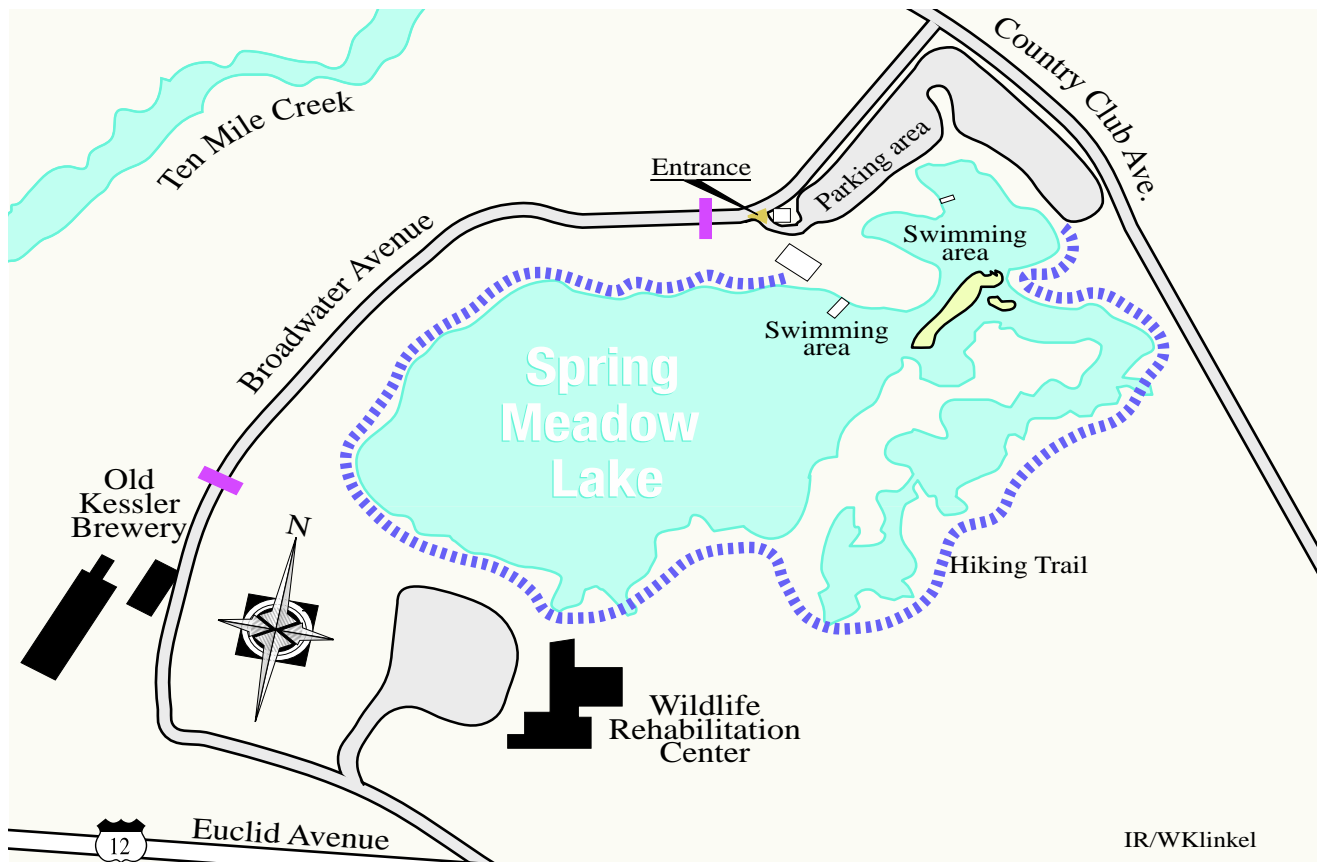 Country Club Ave.
Ten Mile Creek
Entrance
Parking area
Broadwater Avenue
Swimming
area
Swimming
area
Spring
Meadow
Lake
Old
Kessler
Brewery
N
Hiking Trail
Wildlife
Rehabilitation
Center
Euclid Avenue
12
IR/WKlinkel